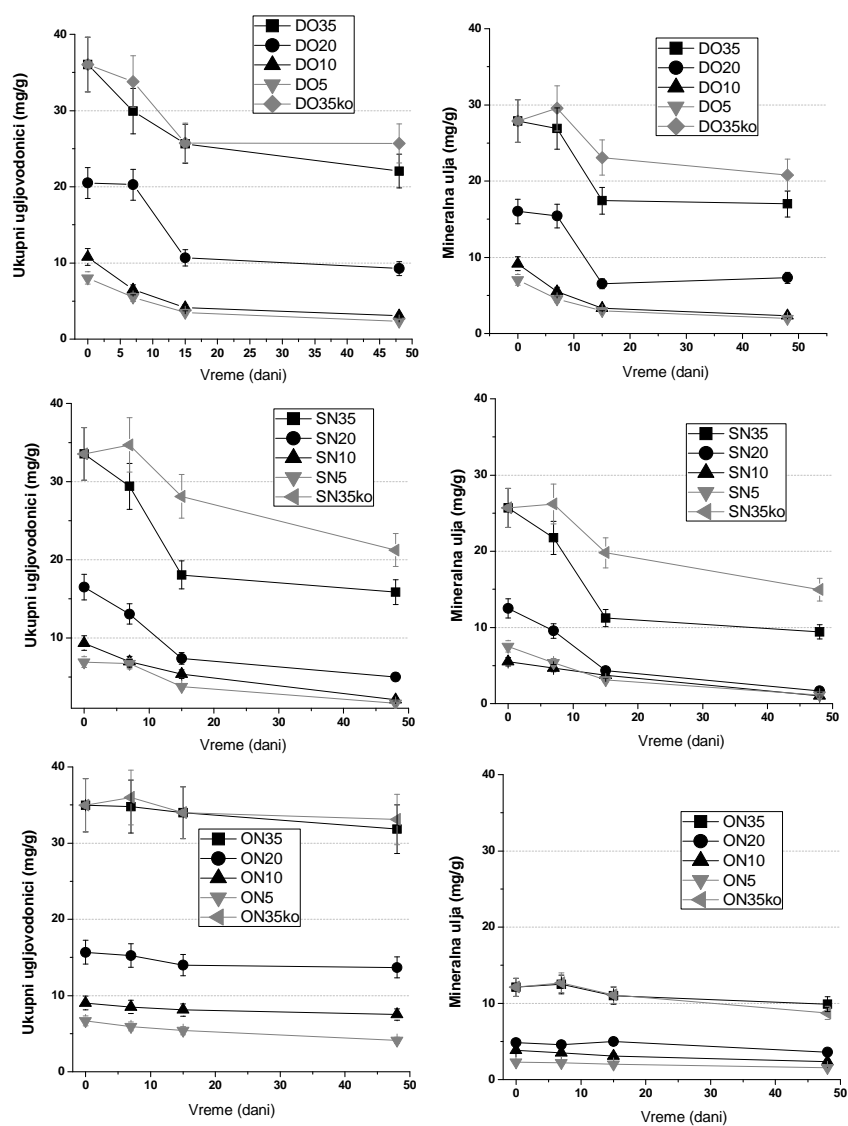 DO35
DO20
DO10
DO5
DO35ko
Ukupni ugljovodonici (mg/g)
40
30
20
10
0
0 5 10 15 15 20 25 30 35 40 45 50
Vreme (dani)
DO35
DO20
DO10
DO5
DO35ko
Mineralna ulja (mg/g)
40
30
20
10
0
0 10 20 30 40 50
Vreme (dani)
SN35
SN20
SN10
SN5
SN35ko
Ukupni ugljovodonici (mg/g)
40
30
20
10
0 10 20 30 40 50
Vreme (dani)
SN35
SN20
SN10
SN5
SN35ko
Mineralna ulja (mg/g)
40
30
20
10
0
0 10 20 30 40 50
Vreme (dani)
ON35
ON20
ON10
ON5
ON35ko
Ukupni ugljovodonici (mg/g)
40
30
20
10
0
0 10 20 30 40 50
Vreme (dani)
ON35
ON20
ON10
ON5
ON35ko
Mineralna ulja (mg/g)
40
30
20
10
0
0 10 20 30 40 50
Vreme (dani)